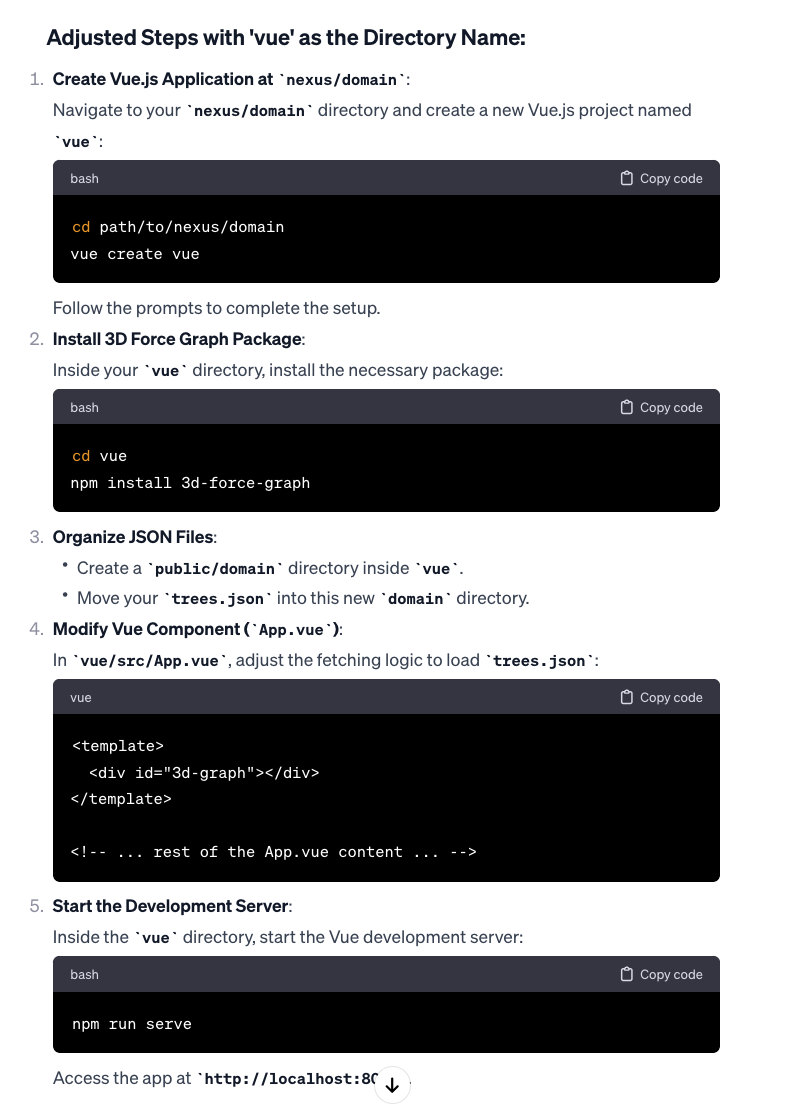 Adjusted Steps with 'vue' as the Directory Name:
1. Create Vue.js Application at `nexus/domain`:
Navigate to your `nexus/domain` directory and create a new Vue.js project named
`vue`:
bash Copy code
cd path/to/nexus/domain
vue create vue
Follow the prompts to complete the setup.
2. Install 3D Force Graph Package:
Inside your `vue` directory, install the necessary package:
bash Copy code
cd vue
npm install 3d-force-graph
3. Organize JSON Files:
• Create a `public/domain` directory inside `vue`.
• Move your `trees.json` into this new `domain` directory.
4. Modify Vue Component (`App.vue`):
In `vue/src/App.vue`, adjust the fetching logic to load `trees.json`:
vue Copy code
<template>
  <div id="3d-graph"></div>
</template>
<!-- ... rest of the App.vue content ... -->
5. Start the Development Server:
Inside the `vue` directory, start the Vue development server:
bash Copy code
npm run serve
Access the app at `http://localhost:80